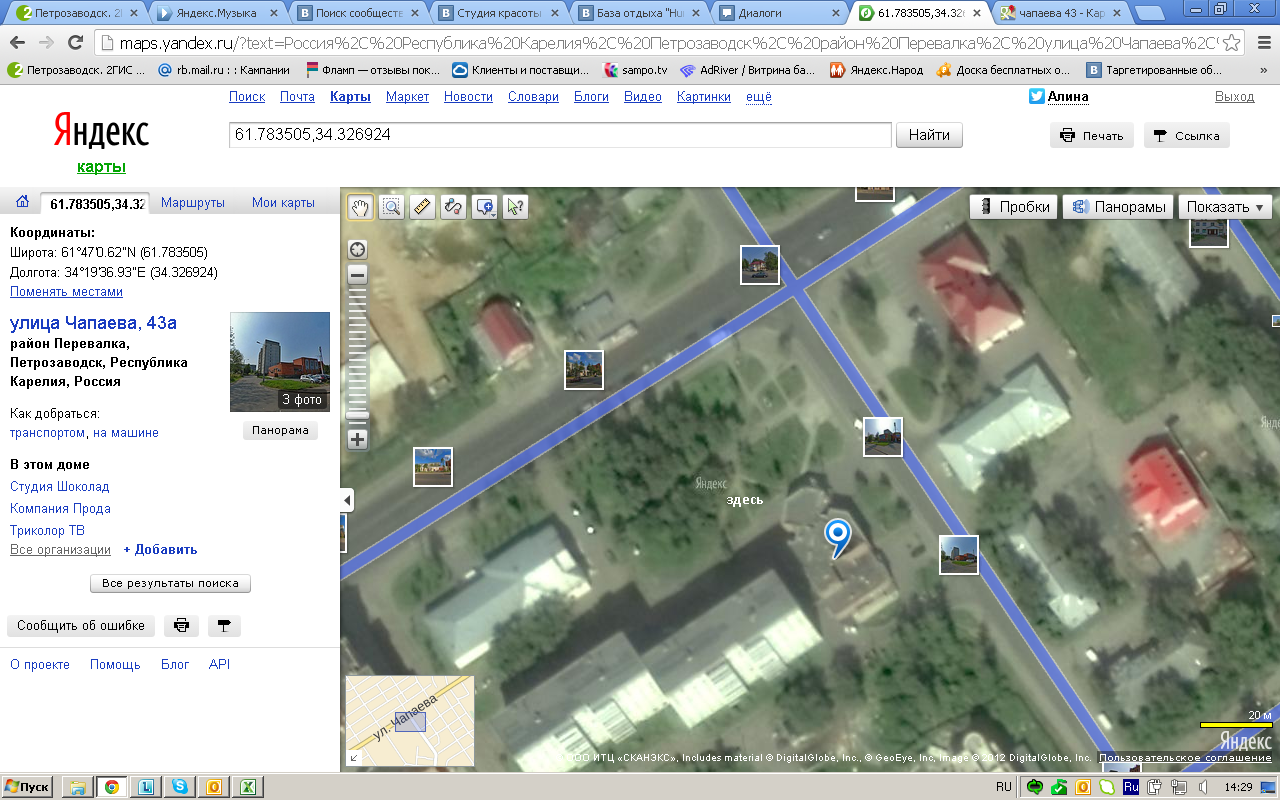 Петрозаводск. 2
Яндекс.Музыка
Поиск сообществ
Студия красоты
База отдыха "Hu
Диалоги
61.783505,34.326
чапаева 43 - Кар
maps.yandex.ru/?text=Россия%2C%20Республика%20Карелия%2C%20Петрозаводск%2C%20район%20Перевалка%2C%20улица%20Чапаева%2C%
Петрозаводск. 2ГИС ...
rb.mail.ru : : Кампании
Фламп — отзывы пок...
Клиенты и поставщи...
sampo.tv
AdRiver / Витрина ба...
Яндекс.Народ
Доска бесплатных о...
Таргетированные об...
»
Поиск Почта Карты Маркет Новости Словари Блоги Видео Картинки ещё
Алина
Выход
Яндекс
карты
61.783505,34.326924
Найти
Печать
Ссылка
61.783505,34.32
Маршруты
Мои карты
Пробки
Панорамы
Показать
Координаты:
Широта: 61°47'0.62"N (61.783505)
Долгота: 34°19'36.93"E (34.326924)
Поменять местами
улица Чапаева, 43а
район Перевалка,
Петрозаводск, Республика
Карелия, Россия
3 фото
Как добраться:
транспортом, на машине
Панорама
В этом доме
Студия Шоколад
Компания Прода
Триколор ТВ
Все организации + Добавить
Все результаты поиска
Сообщить об ошибке
О проекте Помощь Блог API
Яндекс
здесь
ул. Чапаева
20 м
Яндекс
ООО ИТЦ «СКАНЭКС», Includes material © DigitalGlobe, Inc., © GeoEye, Inc, Image © 2012 DigitalGlobe, Inc.
Пользовательское соглашение
Пуск
RU
Ru
14:29